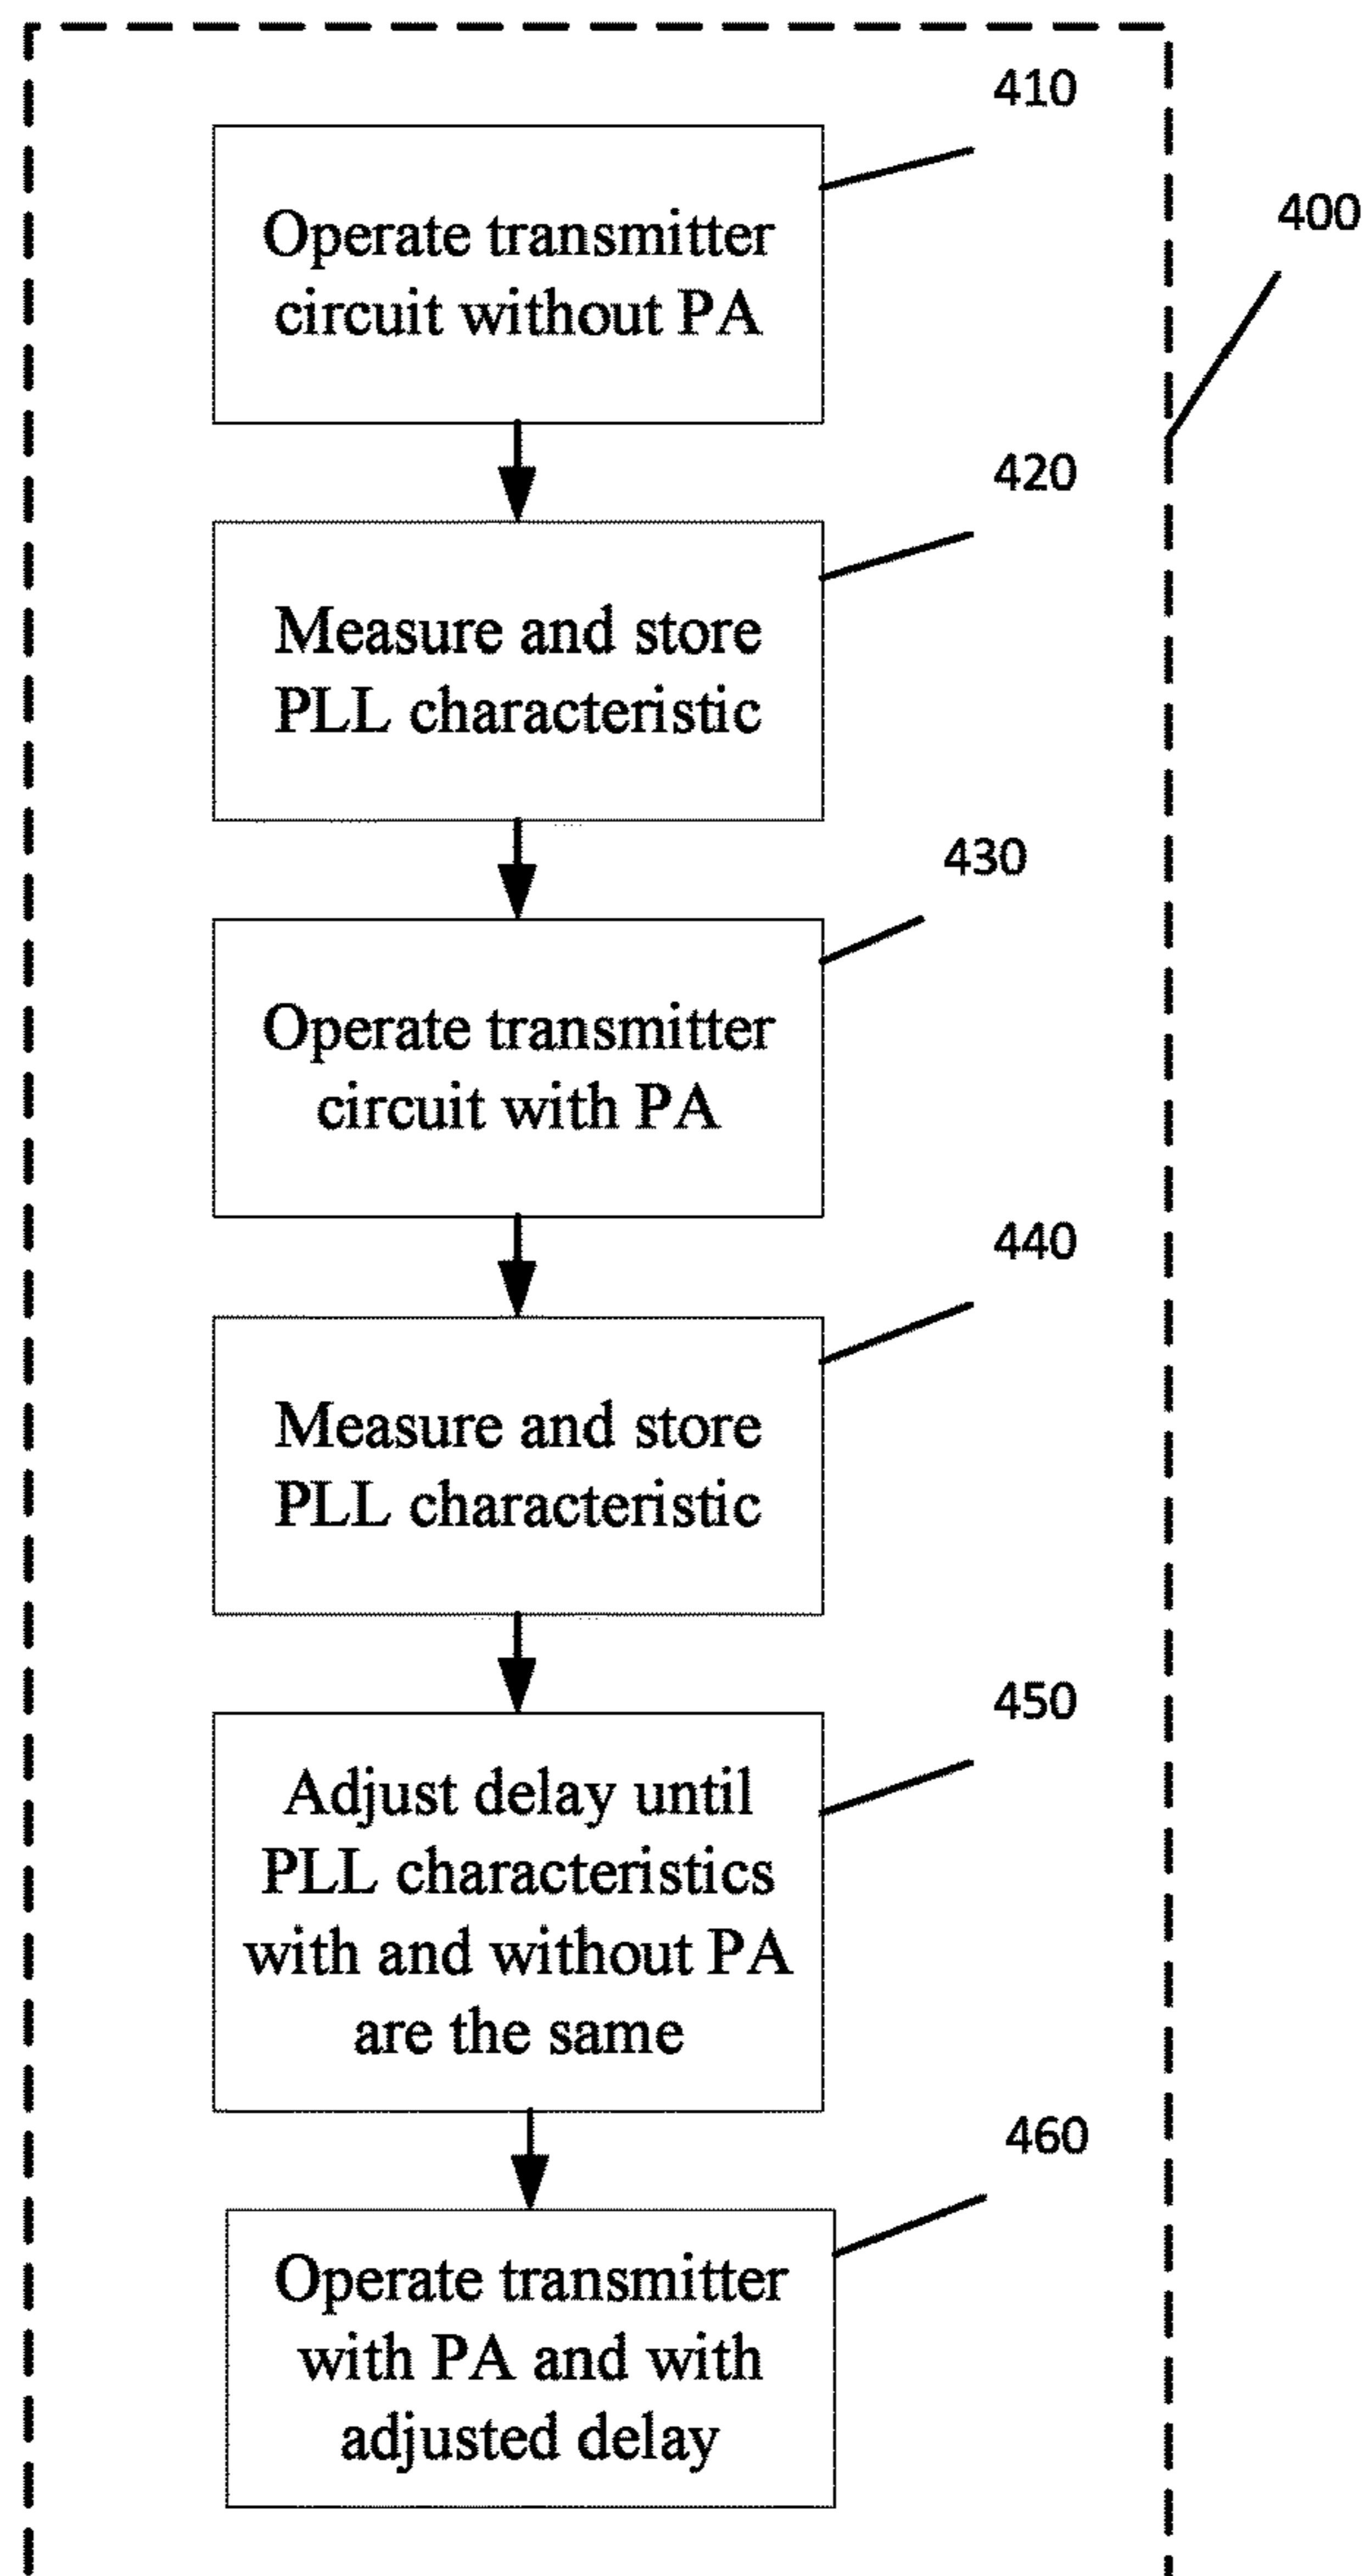 410
Operate transmitter
circuit without PA
400
420
Measure and store
PLL characteristic
430
Operate transmitter
circuit with PA
440
Measure and store
PLL characteristic
450
Adjust delay until
PLL characteristics
with and without PA
are the same
460
Operate transmitter
with PA and with
adjusted delay